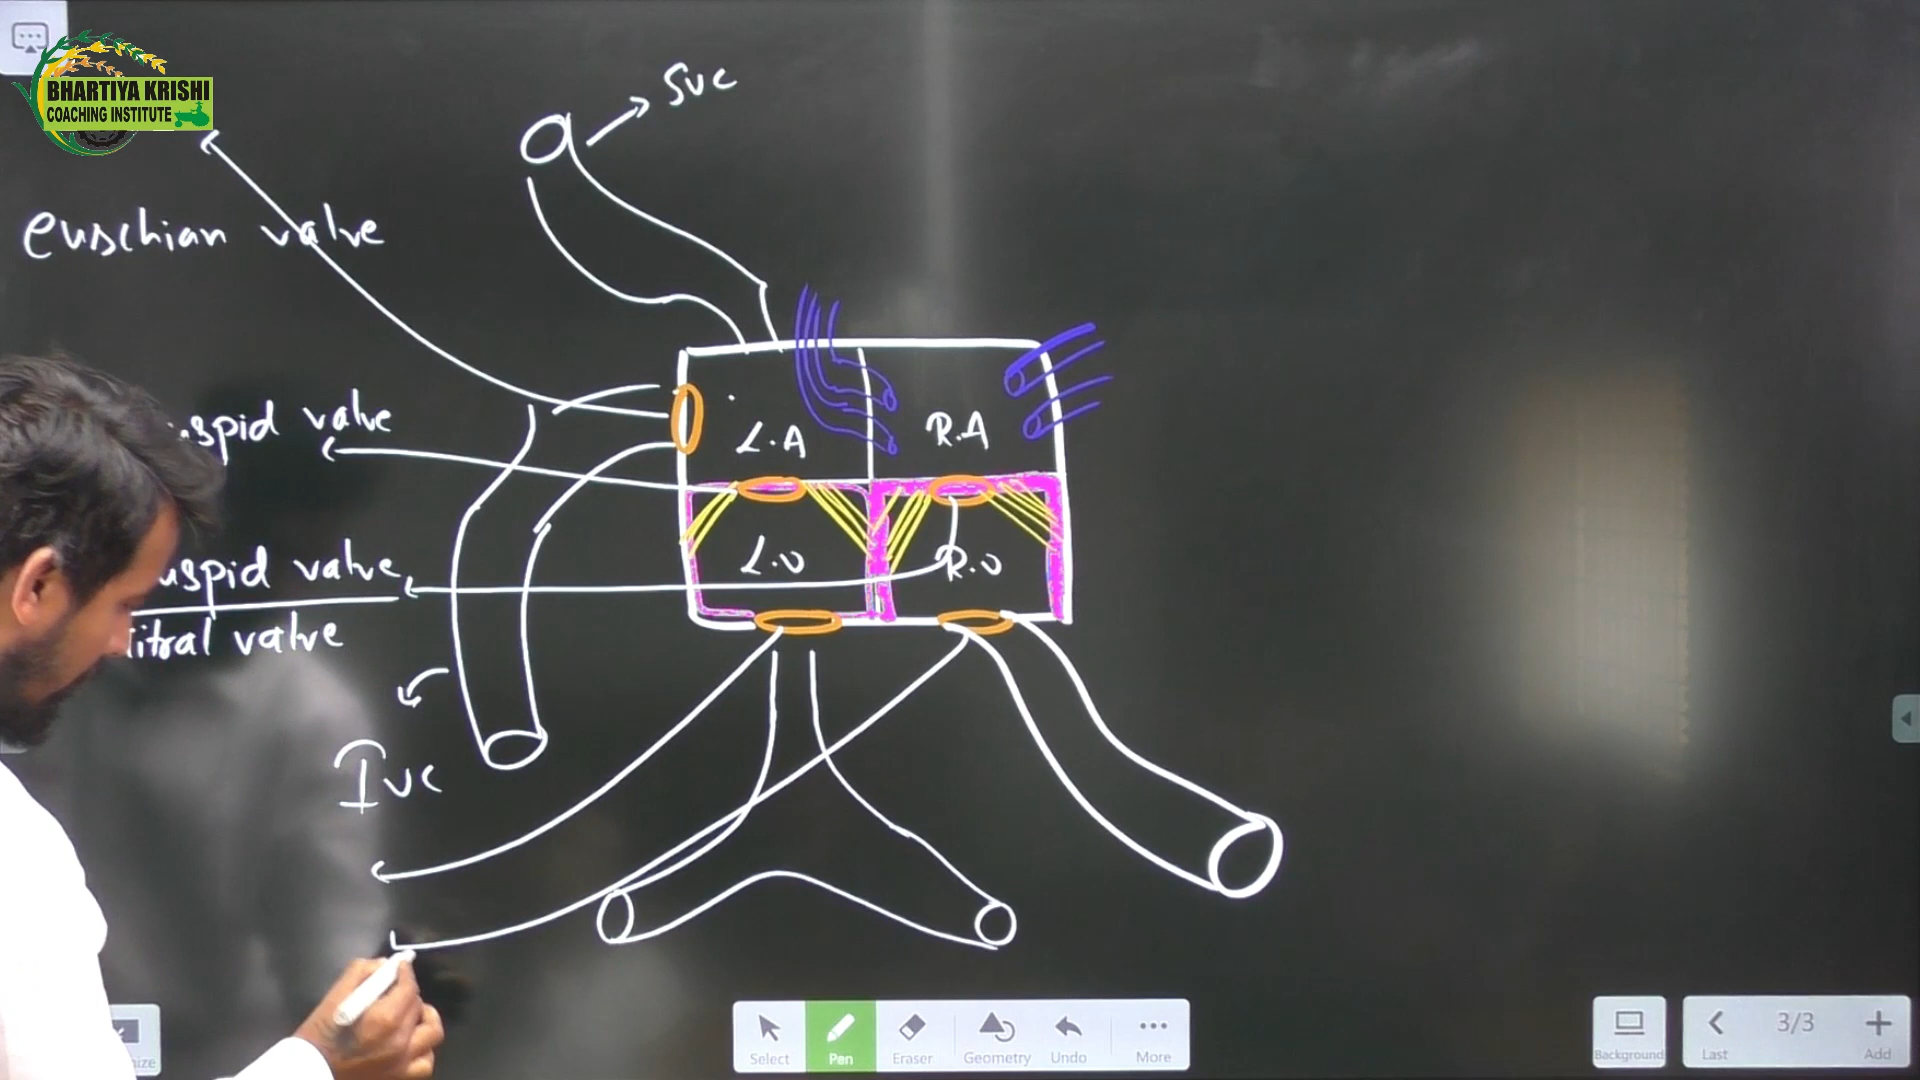 BHARTIYA KRISHI
COACHING INSTITUTE
SVC
euschian valve
uspid valve
L.A
R.A
L.V
R.V
uspid valve
itral valve
IVC
Select
Pen
Eraser
Geometry
Undo
More
Background
Last
3/3
Add